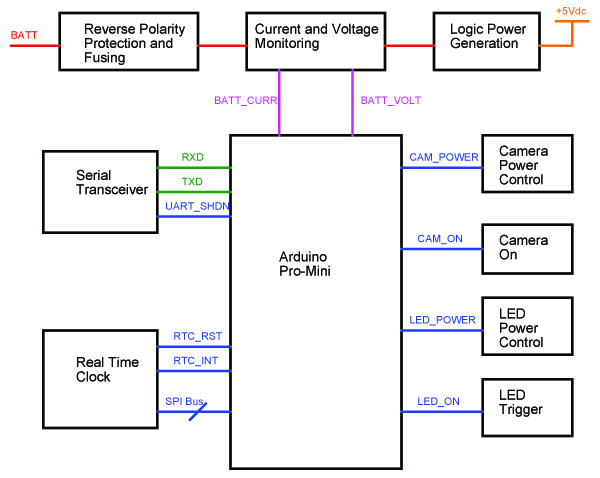 +5Vdc
BATT
Reverse Polarity
Protection and
Fusing
Current and Voltage
Monitoring
Logic Power
Generation
BATT_CURR
BATT_VOLT
Serial
Transceiver
RXD
TXD
UART_SHDN
Arduino
Pro-Mini
CAM_POWER
Camera
Power
Control
CAM_ON
Camera
On
LED_POWER
LED
Power
Control
LED_ON
LED
Trigger
Real Time
Clock
RTC_RST
RTC_INT
SPI Bus